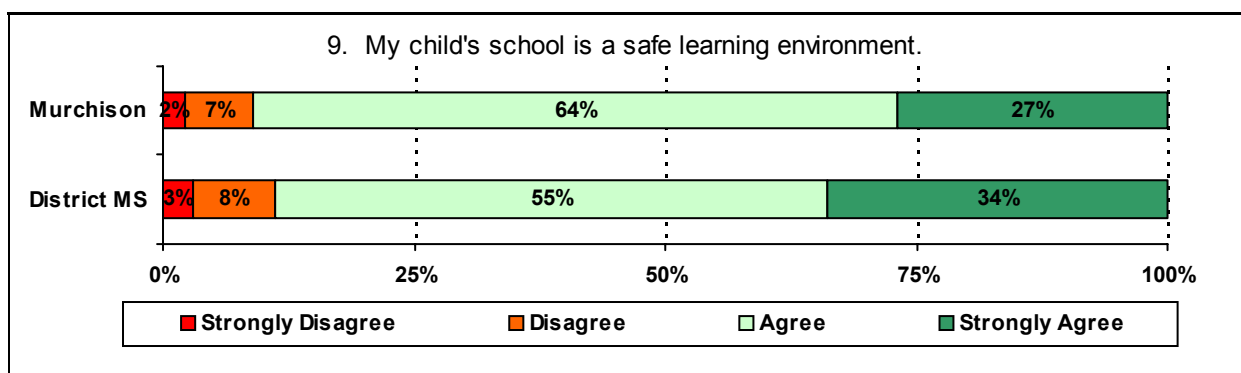 9. My child's school is a safe learning environment.
Murchison 2% 7% 64% 27%
District MS 3% 8% 55% 34%
0% 25% 50% 75% 100%
Strongly Disagree Disagree Agree Strongly Agree